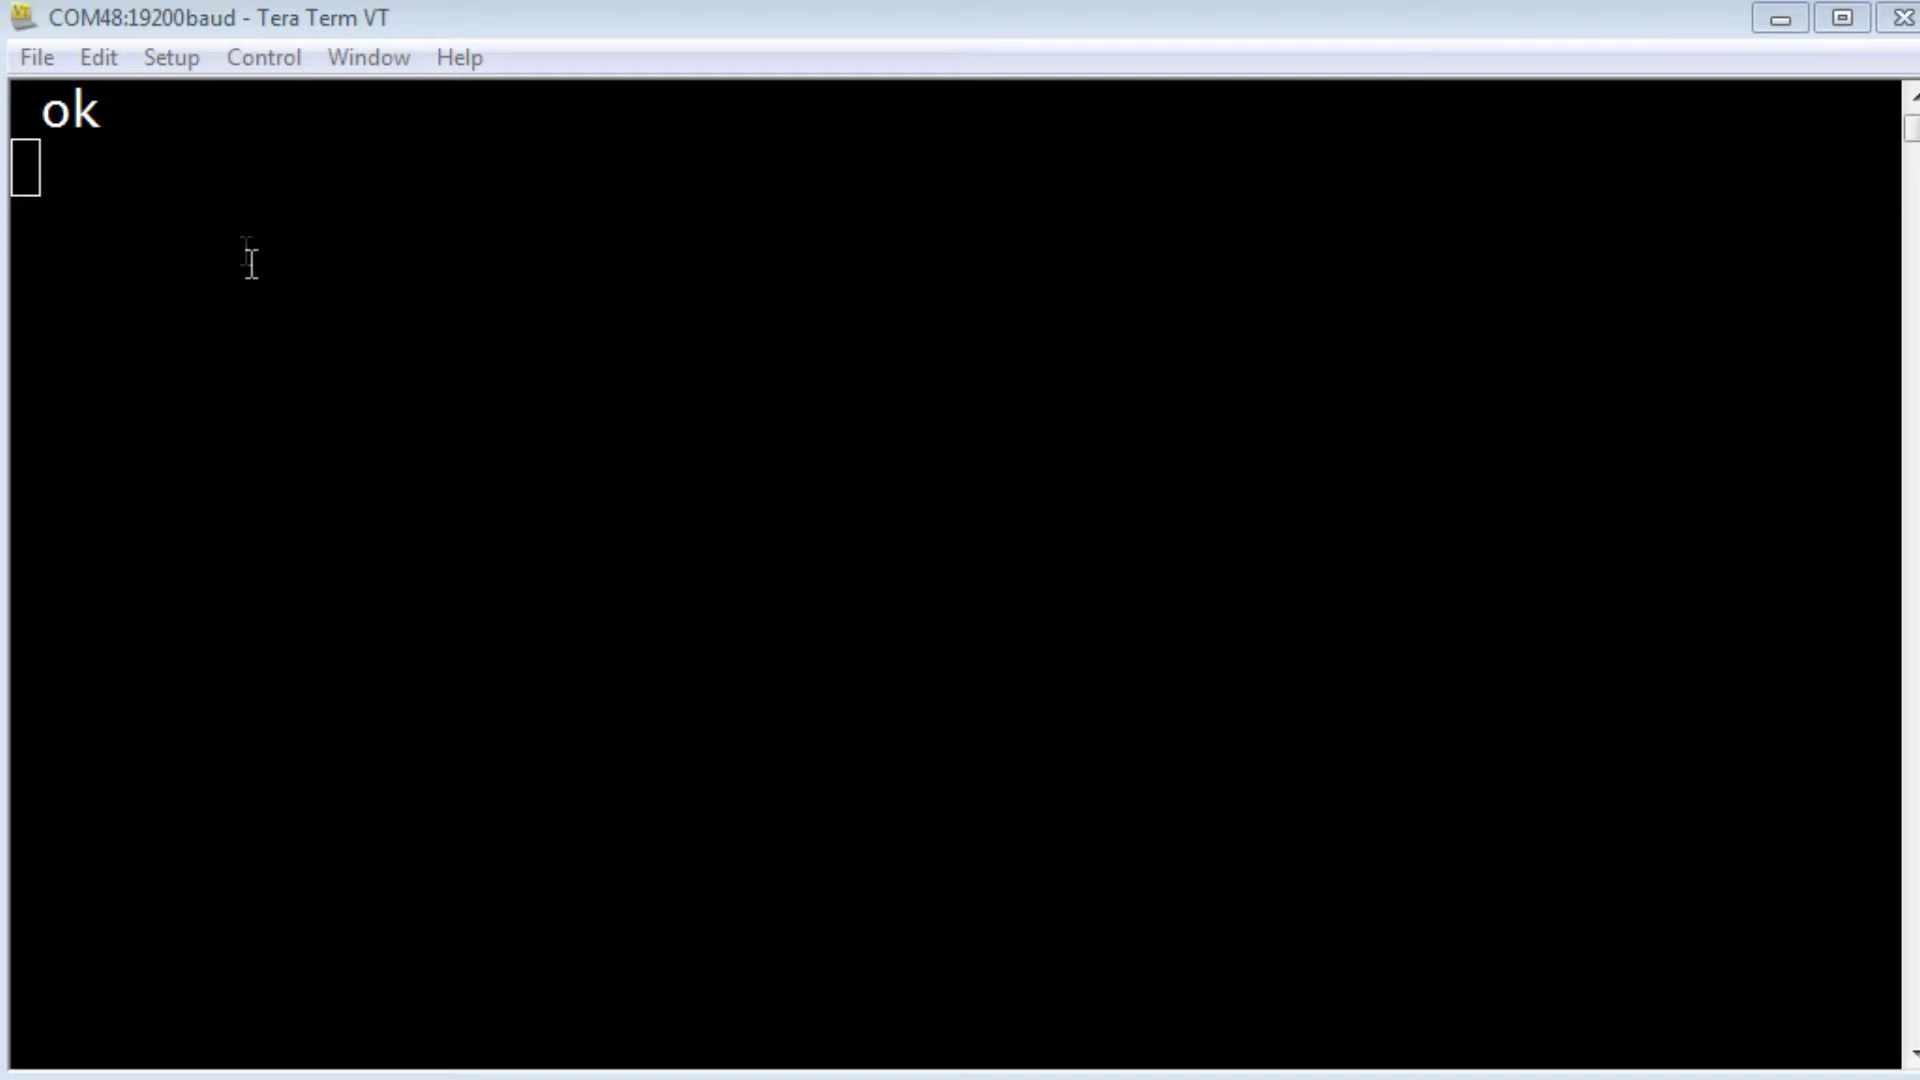 COM48:19200baud - Tera Term VT
File Edit Setup Control Window Help
ok